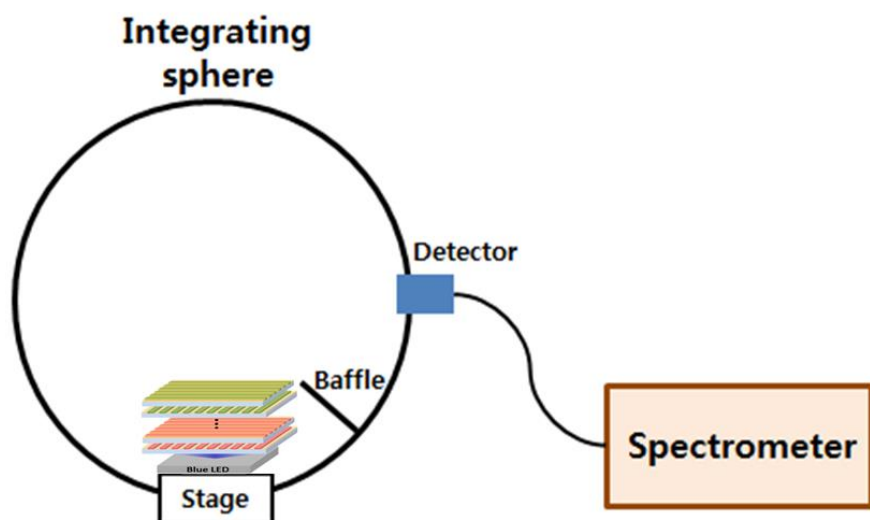 Integrating
sphere
Detector
Baffle
Blue LED
Stage
Spectrometer